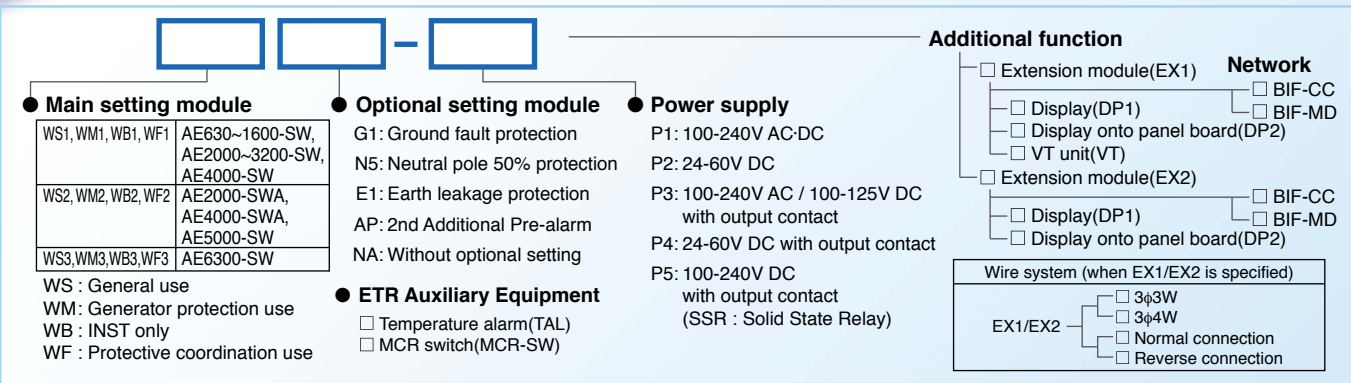 ● Main setting module
WS1, WM1, WB1, WF1 AE630~1600-SW,
AE2000~3200-SW,
AE4000-SW
WS2, WM2, WB2, WF2 AE2000-SWA,
AE4000-SWA,
AE5000-SW
WS3,WM3,WB3,WF3 AE6300-SW
WS : General use
WM: Generator protection use
WB : INST only
WF : Protective coordination use
● Optional setting module
G1: Ground fault protection
N5: Neutral pole 50% protection
E1: Earth leakage protection
AP: 2nd Additional Pre-alarm
NA: Without optional setting
● ETR Auxiliary Equipment
□ Temperature alarm(TAL)
□ MCR switch(MCR-SW)
● Power supply
P1: 100-240V AC·DC
P2: 24-60V DC
P3: 100-240V AC / 100-125V DC
with output contact
P4: 24-60V DC with output contact
P5: 100-240V DC
with output contact
(SSR : Solid State Relay)
Additional function
□ Extension module(EX1)
Network
□ BIF-CC
□ BIF-MD
□ Display(DP1)
□ Display onto panel board(DP2)
□ VT unit(VT)
□ Extension module(EX2)
□ BIF-CC
□ BIF-MD
□ Display(DP1)
□ Display onto panel board(DP2)
Wire system (when EX1/EX2 is specified)
EX1/EX2
□ 3ϕ3W
□ 3ϕ4W
□ Normal connection
□ Reverse connection